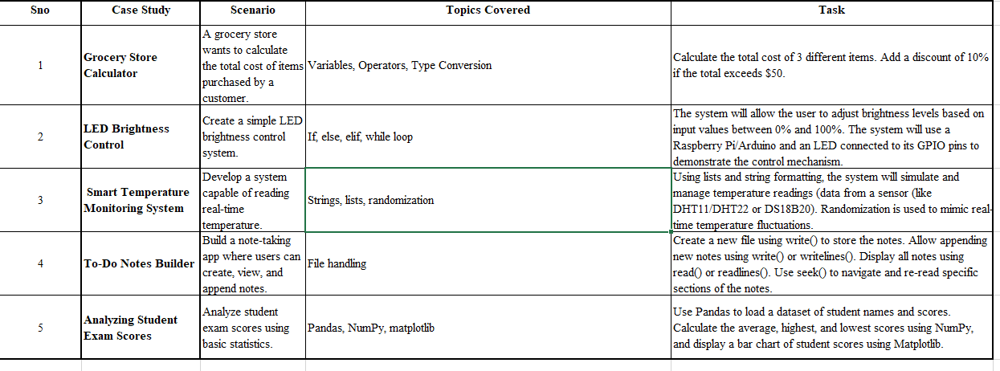 Sno Case Study Scenario Topics Covered Task
1
Grocery Store
Calculator
A grocery store
wants to calculate
the total cost of items
purchased by a
customer.
Variables, Operators, Type Conversion
Calculate the total cost of 3 different items. Add a discount of 10%
if the total exceeds $50.
2
LED Brightness
Control
Create a simple LED
brightness control
system.
If, else, elif, while loop
The system will allow the user to adjust brightness levels based on
input values between 0% and 100%. The system will use a
Raspberry Pi/Arduino and an LED connected to its GPIO pins to
demonstrate the control mechanism.
3
Smart Temperature
Monitoring System
Develop a system
capable of reading
real-time
temperature.
Strings, lists, randomization
Using lists and string formatting, the system will simulate and
manage temperature readings (data from a sensor (like
DHT11/DHT22 or DS18B20). Randomization is used to mimic real-
time temperature fluctuations.
4
To-Do Notes Builder
Build a note-taking
app where users can
create, view, and
append notes.
File handling
Create a new file using write() to store the notes. Allow appending
new notes using write() or writelines(). Display all notes using
read() or readlines(). Use seek() to navigate and re-read specific
sections of the notes.
5
Analyzing Student
Exam Scores
Analyze student
exam scores using
basic statistics.
Pandas, NumPy, matplotlib
Use Pandas to load a dataset of student names and scores.
Calculate the average, highest, and lowest scores using NumPy,
and display a bar chart of student scores using Matplotlib.